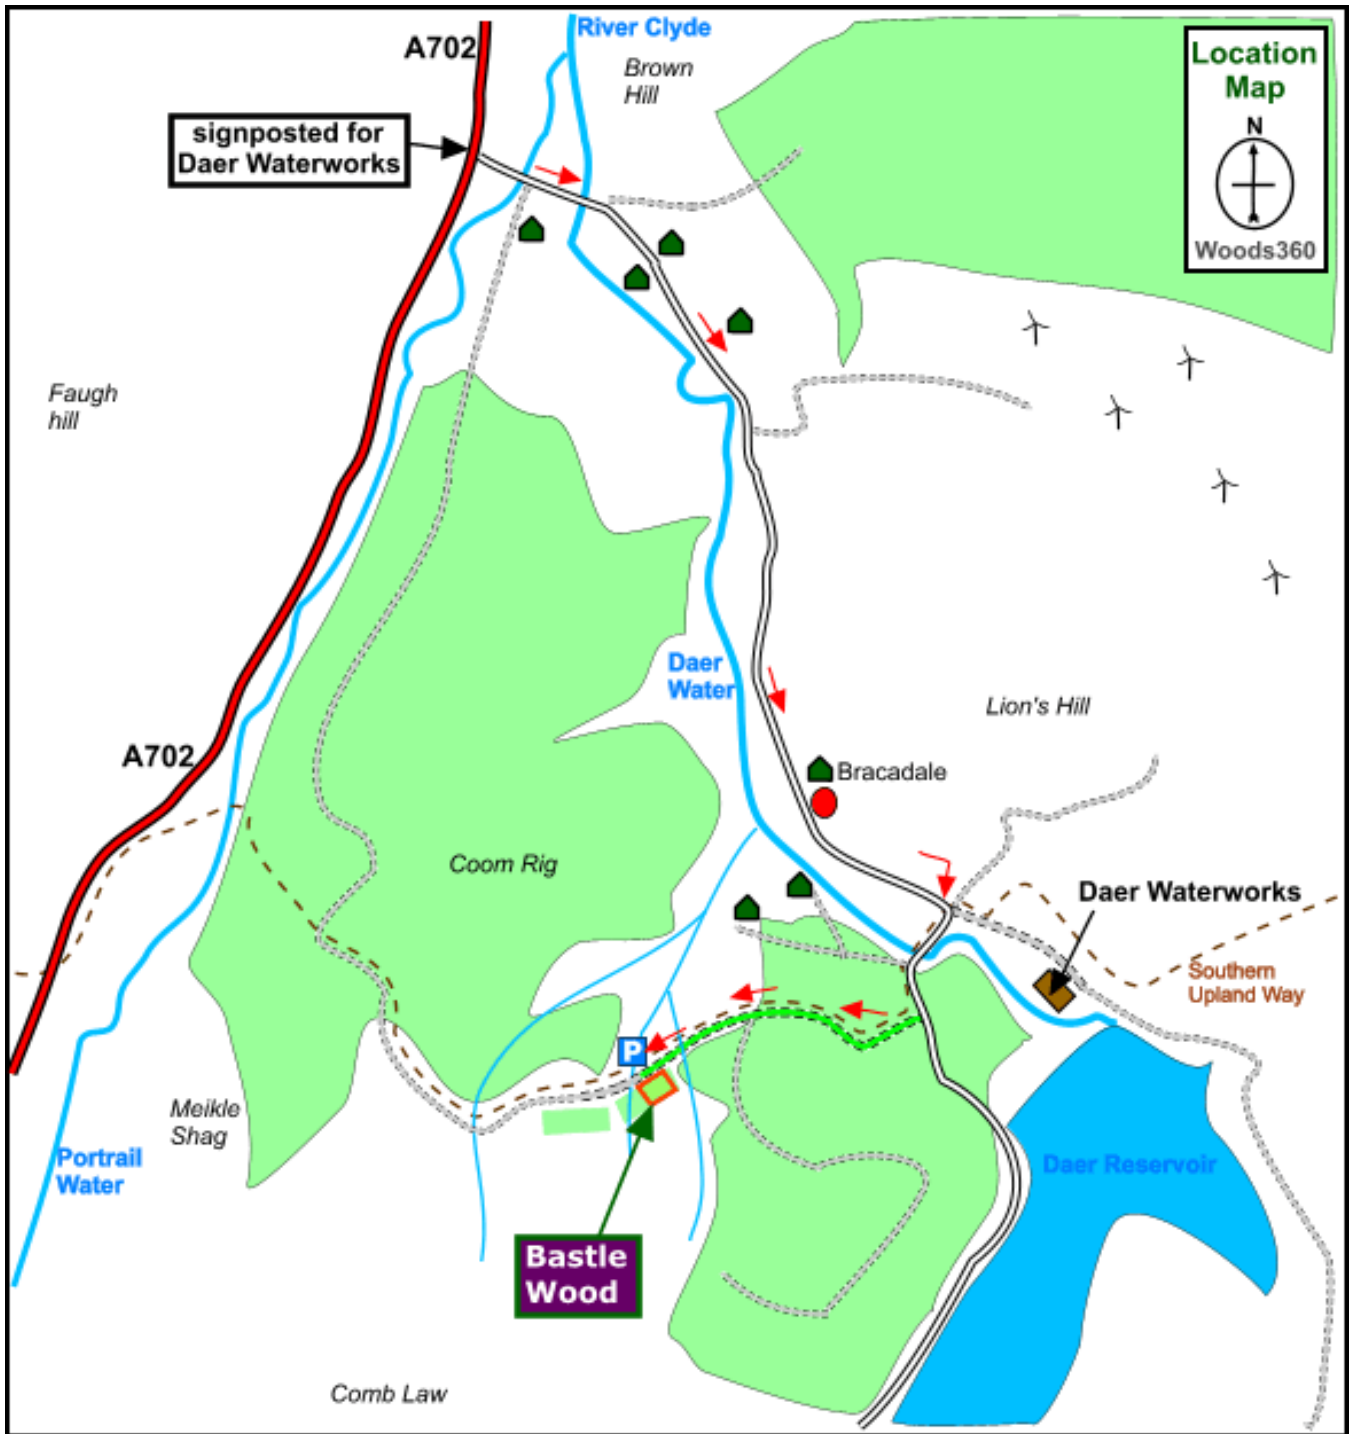 River Clyde
A702
Brown
Hill
Location
Map
N
Woods360
signposted for
Daer Waterworks
Faugh
hill
Daer
Water
Lion's Hill
A702
Bracadale
Coom Rig
Daer Waterworks
Southern
Upland Way
P
Meikle
Shag
Portrail
Water
Daer Reservoir
Bastle
Wood
Comb Law